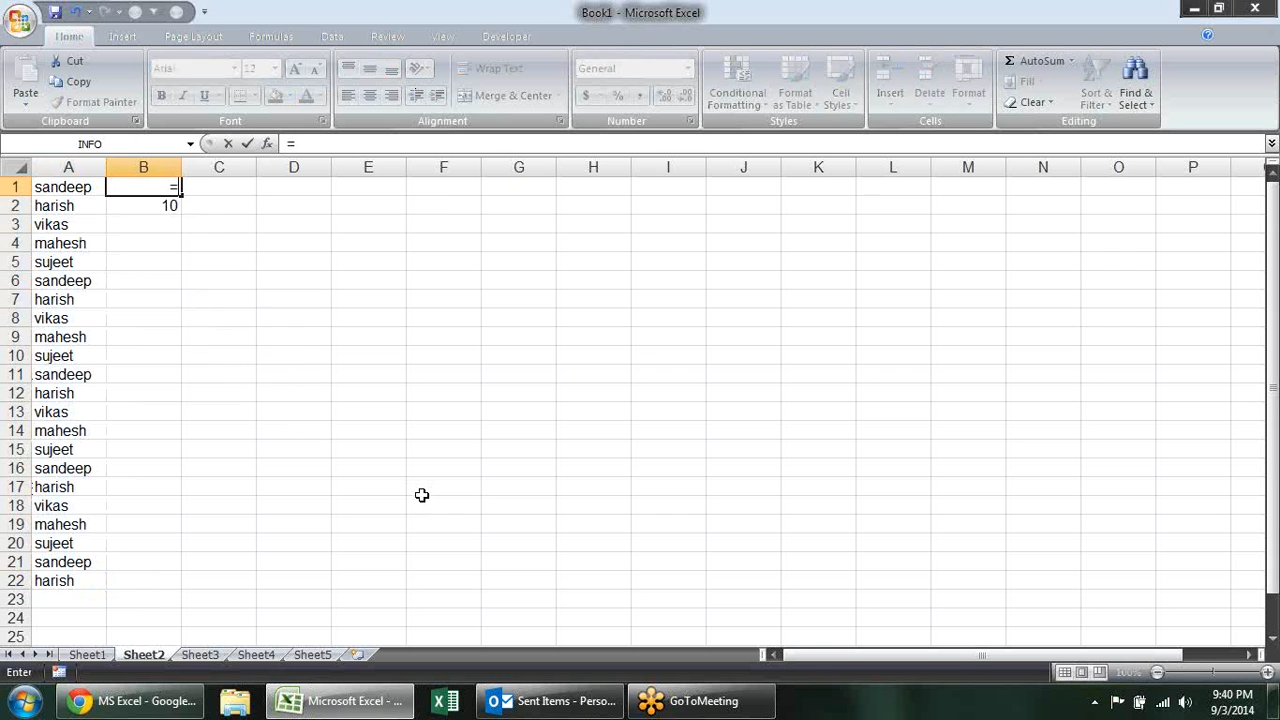 Book1 - Microsoft Excel
Home Insert Page Layout Formulas Data Review View Developer
Paste
Cut
Copy
Format Painter
Clipboard
Arial 12
B I U
Font
Wrap Text
Merge & Center
Alignment
General
$ % ,
Number
Conditional Formatting
Format as Table
Cell Styles
Styles
Insert Delete Format
Cells
Σ AutoSum
Fill
Clear
Sort & Filter
Find & Select
Editing
INFO fx =
A B C D E F G H I J K L M N O P
1 sandeep =
2 harish 10
3 vikas
4 mahesh
5 sujeet
6 sandeep
7 harish
8 vikas
9 mahesh
10 sujeet
11 sandeep
12 harish
13 vikas
14 mahesh
15 sujeet
16 sandeep
17 harish
18 vikas
19 mahesh
20 sujeet
21 sandeep
22 harish
23
24
25
Sheet1 Sheet2 Sheet3 Sheet4 Sheet5
Enter 100%
MS Excel - Google... Microsoft Excel - ... Sent Items - Perso... GoToMeeting
9:40 PM
9/3/2014